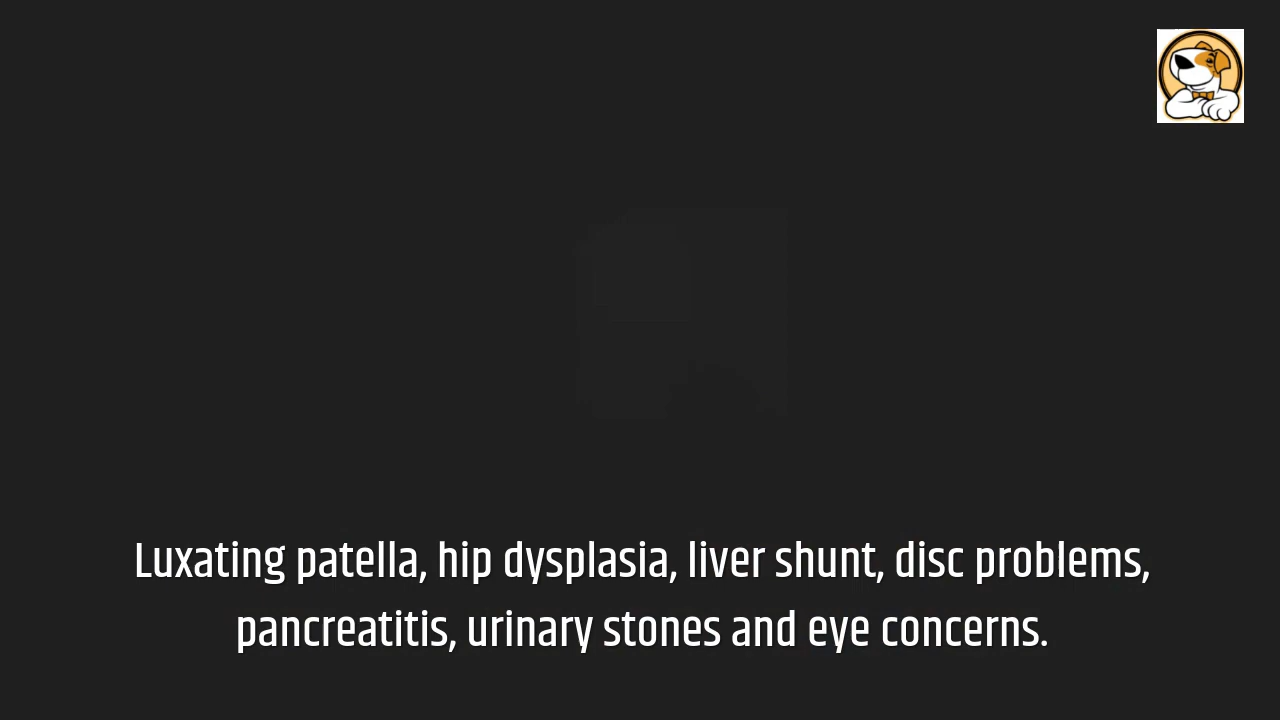 Luxating patella, hip dysplasia, liver shunt, disc problems,
pancreatitis, urinary stones and eye concerns.